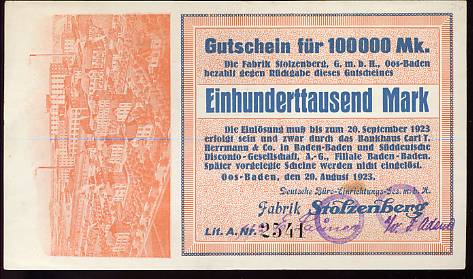 Gutschein für 100000 Mk.
Die Fabrik Stolzenberg, G. m. b. H., Oos-Baden
bezahlt gegen Rückgabe dieses Gutscheines
Einhunderttausend Mark
Die Einlösung muß bis zum 20. September 1923
erfolgt sein und zwar durch das Bankhaus Carl T.
Herrmann & Co. in Baden-Baden und Süddeutsche
Disconto-Gesellschaft, A.-G., Filiale Baden-Baden.
Später vorgelegte Scheine werden nicht eingelöst.
Oos-Baden, den 20. August 1923.
Deutsche Büro-Einrichtungs-Ges. m. b. H.
Fabrik Stolzenberg
Lit. A. Nr. 2541